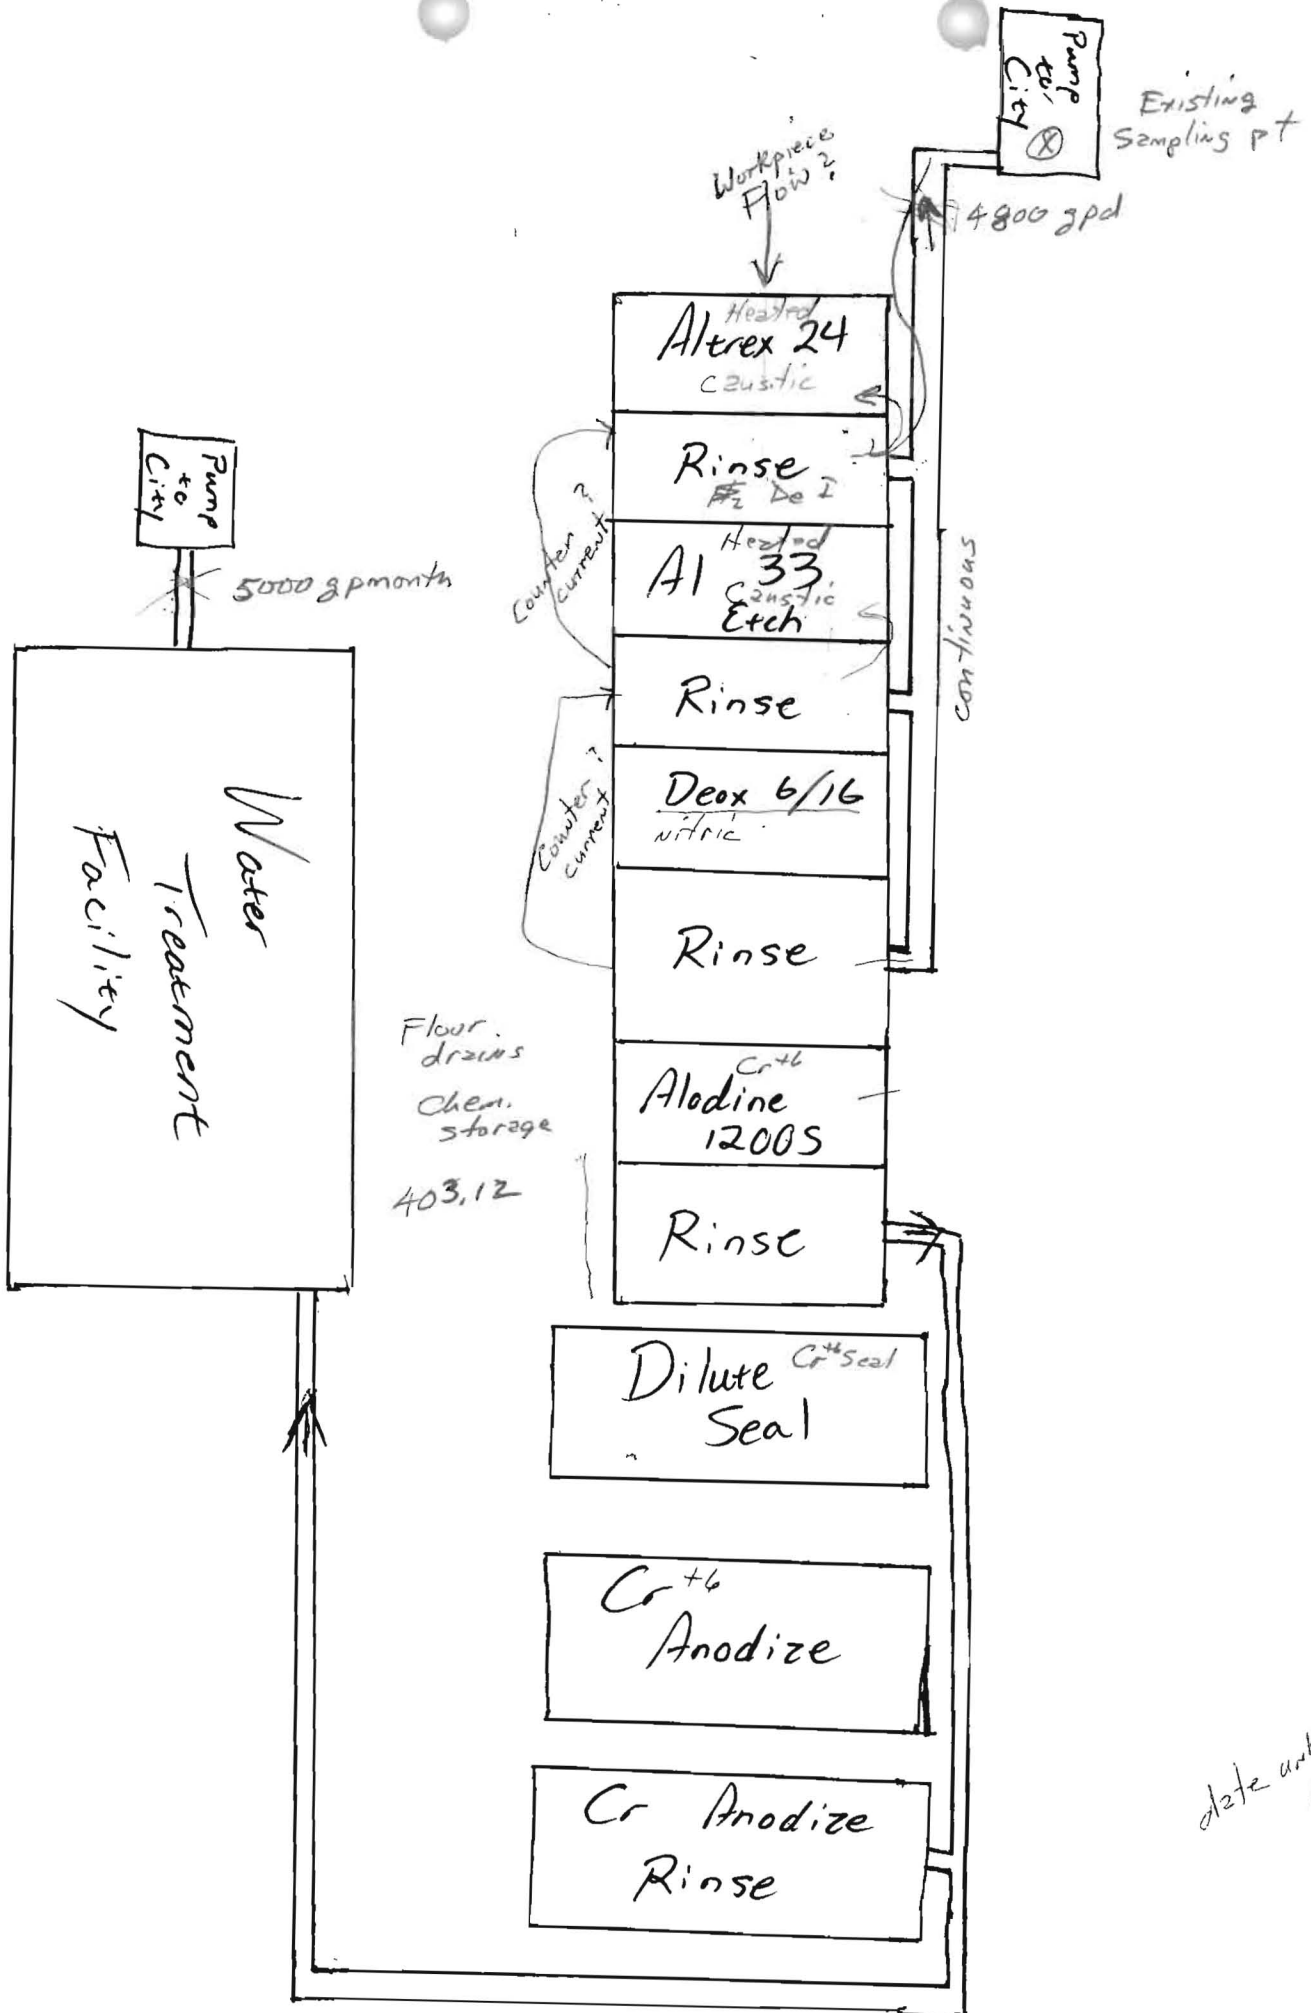 Pump
to
City
X
Existing
Sampling pt
4800 gpd
Workpiece
Flow?
Heated
Altrex 24
Caustic
Rinse
De I
Heated
Al 33
Caustic
Etch
Rinse
Deox 6/16
Nitric
Rinse
Cr+6
Alodine
1200S
Rinse
Counter
current?
Counter?
current
continuous
Pump
to
City
5000 gpmonth
Water
Treatment
Facility
Flour
drains
Chem.
storage
403.12
Dilute Cr+6 Seal
Seal
Cr+6
Anodize
Cr Anodize
Rinse
date